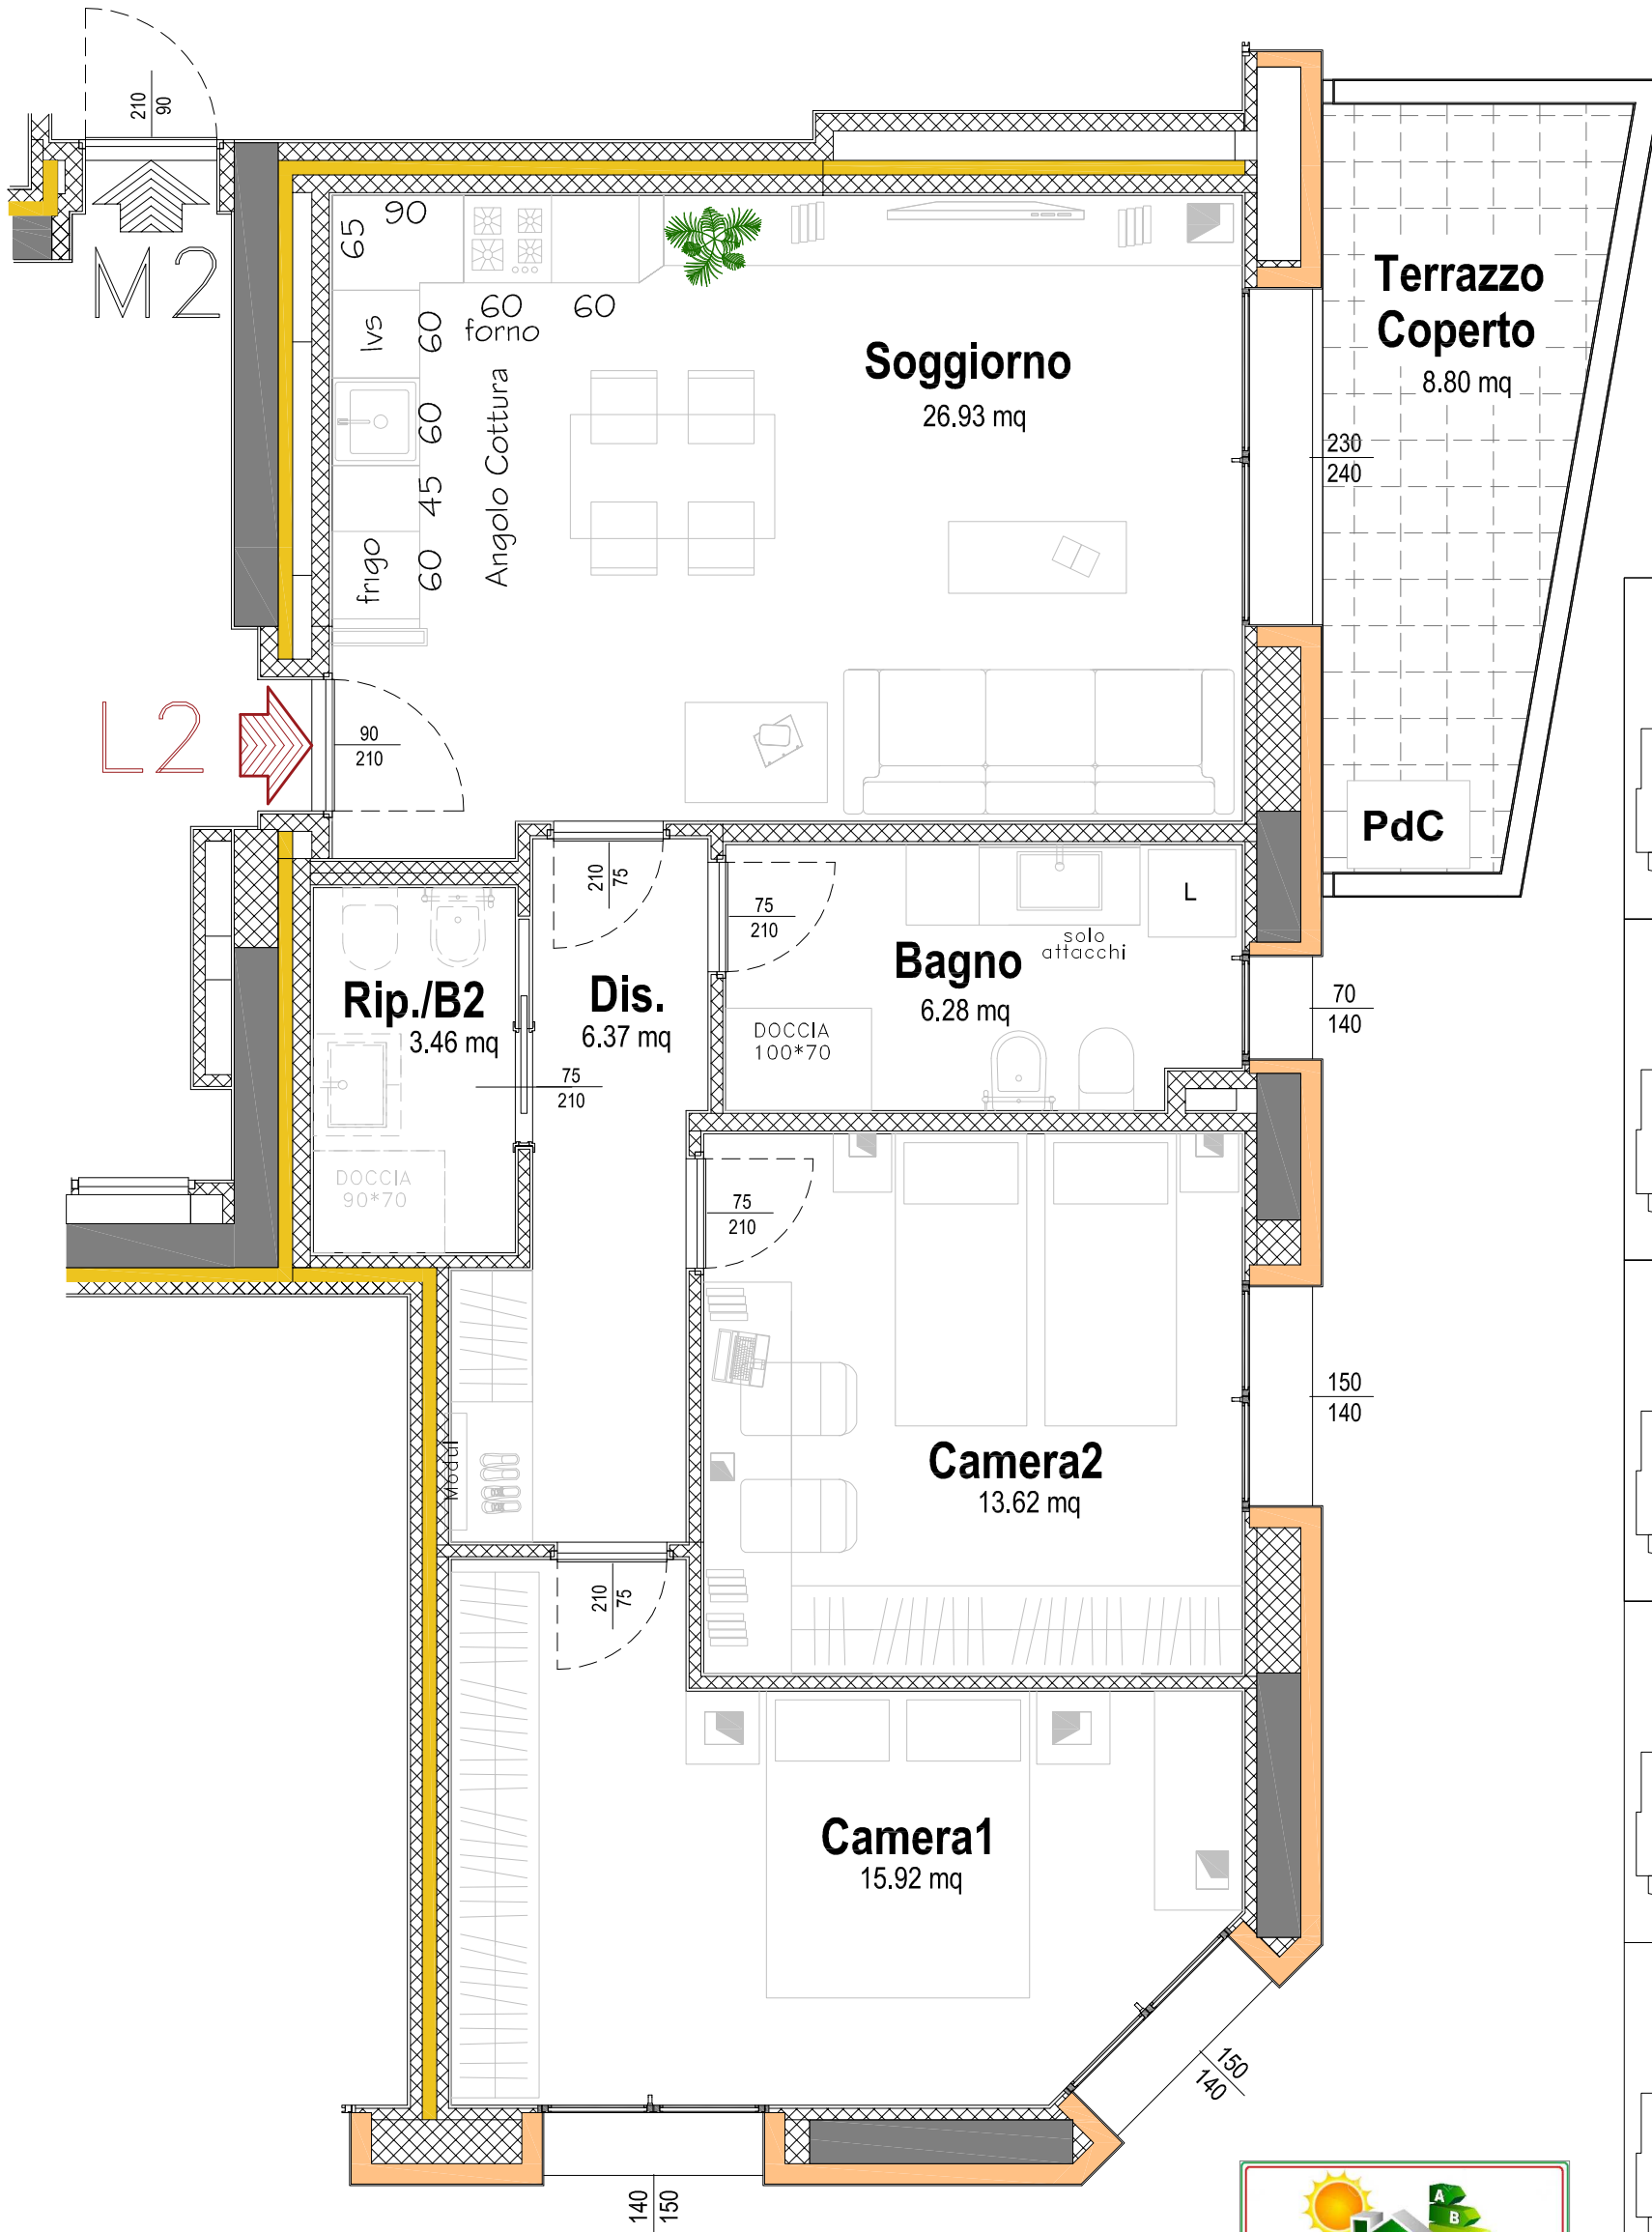 210
90
M2
65
90
lvs
60
60
forno
60
60
45
60
frigo
Angolo Cottura
Soggiorno
26.93 mq
Terrazzo
Coperto
8.80 mq
230
240
PdC
L2
90
210
210
75
75
210
L
solo
attacchi
Bagno
6.28 mq
DOCCIA
100*70
70
140
Rip./B2
3.46 mq
Dis.
6.37 mq
75
210
DOCCIA
90*70
75
210
150
140
Modul
Camera2
13.62 mq
210
75
Camera1
15.92 mq
150
140
140
150
A
B